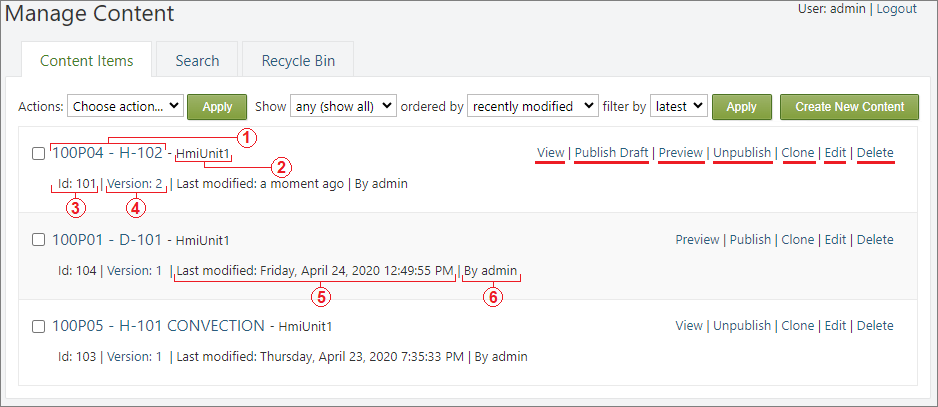 Manage Content
User: admin | Logout
Content Items Search Recycle Bin
Actions: Choose action... Apply Show any (show all) ordered by recently modified filter by latest Apply Create New Content
1
100P04 - H-102 - HmiUnit1 View | Publish Draft | Preview | Unpublish | Clone | Edit | Delete
2
Id: 101 | Version: 2 | Last modified: a moment ago | By admin
3 4
100P01 - D-101 - HmiUnit1 Preview | Publish | Clone | Edit | Delete
Id: 104 | Version: 1 | Last modified: Friday, April 24, 2020 12:49:55 PM | By admin
5 6
100P05 - H-101 CONVECTION - HmiUnit1 View | Unpublish | Clone | Edit | Delete
Id: 103 | Version: 1 | Last modified: Thursday, April 23, 2020 7:35:33 PM | By admin